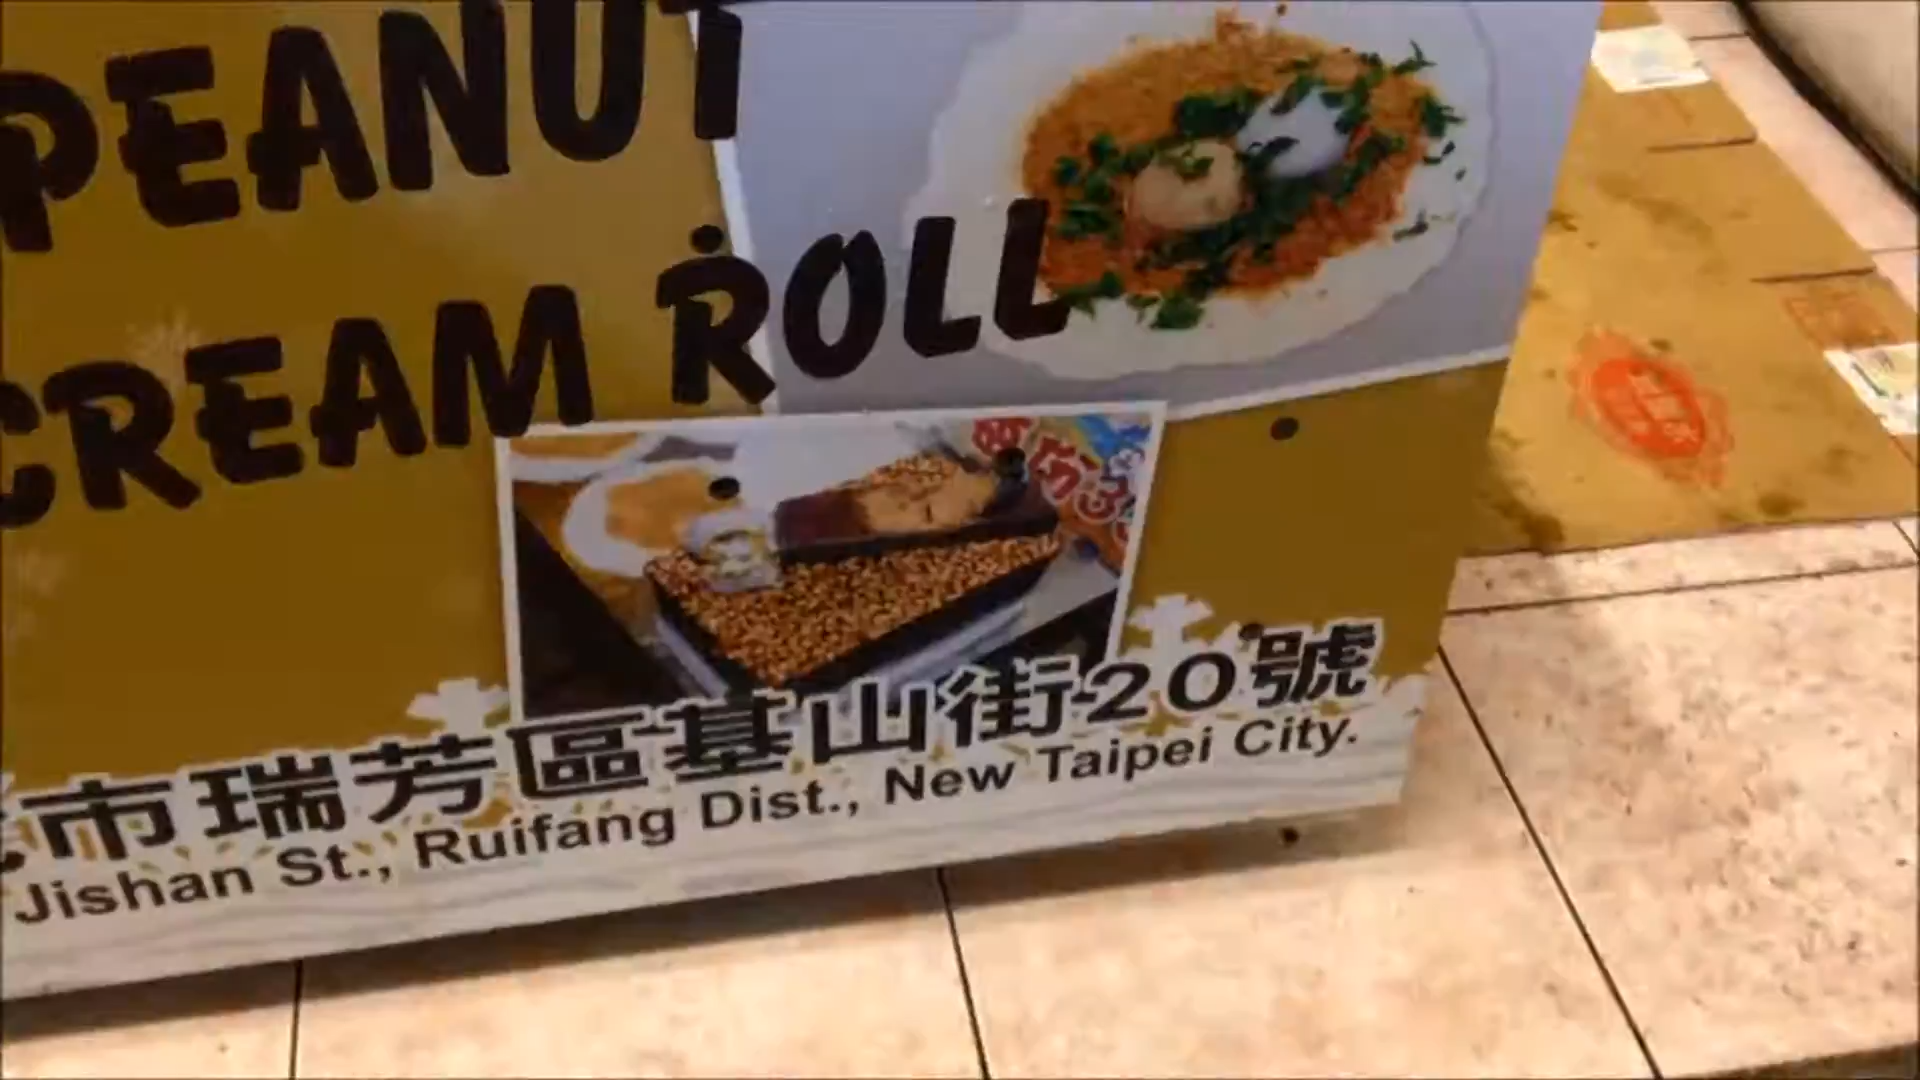 PEANUT
CREAM ROLL
市瑞芳區基山街20號
Jishan St., Ruifang Dist., New Taipei City.